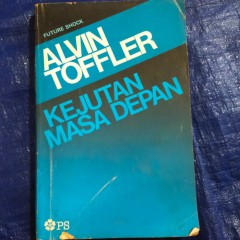 FUTURE SHOCK
ALVIN
TOFFLER
KEJUTAN
MASA DEPAN
PS